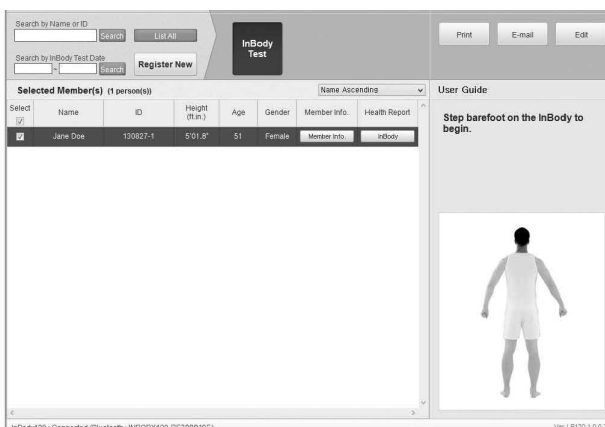 Search by Name or ID
Search
List All
Search by InBody Test Date
-
Search
Register New
InBody
Test
Print
E-mail
Edit
Selected Member(s) (1 person(s))
Name Ascending
User Guide
Select
Name
ID
Height
(ft.in.)
Age
Gender
Member Info.
Health Report
Jane Doe
130827-1
5'01.8"
51
Female
Member Info.
InBody
Step barefoot on the InBody to
begin.